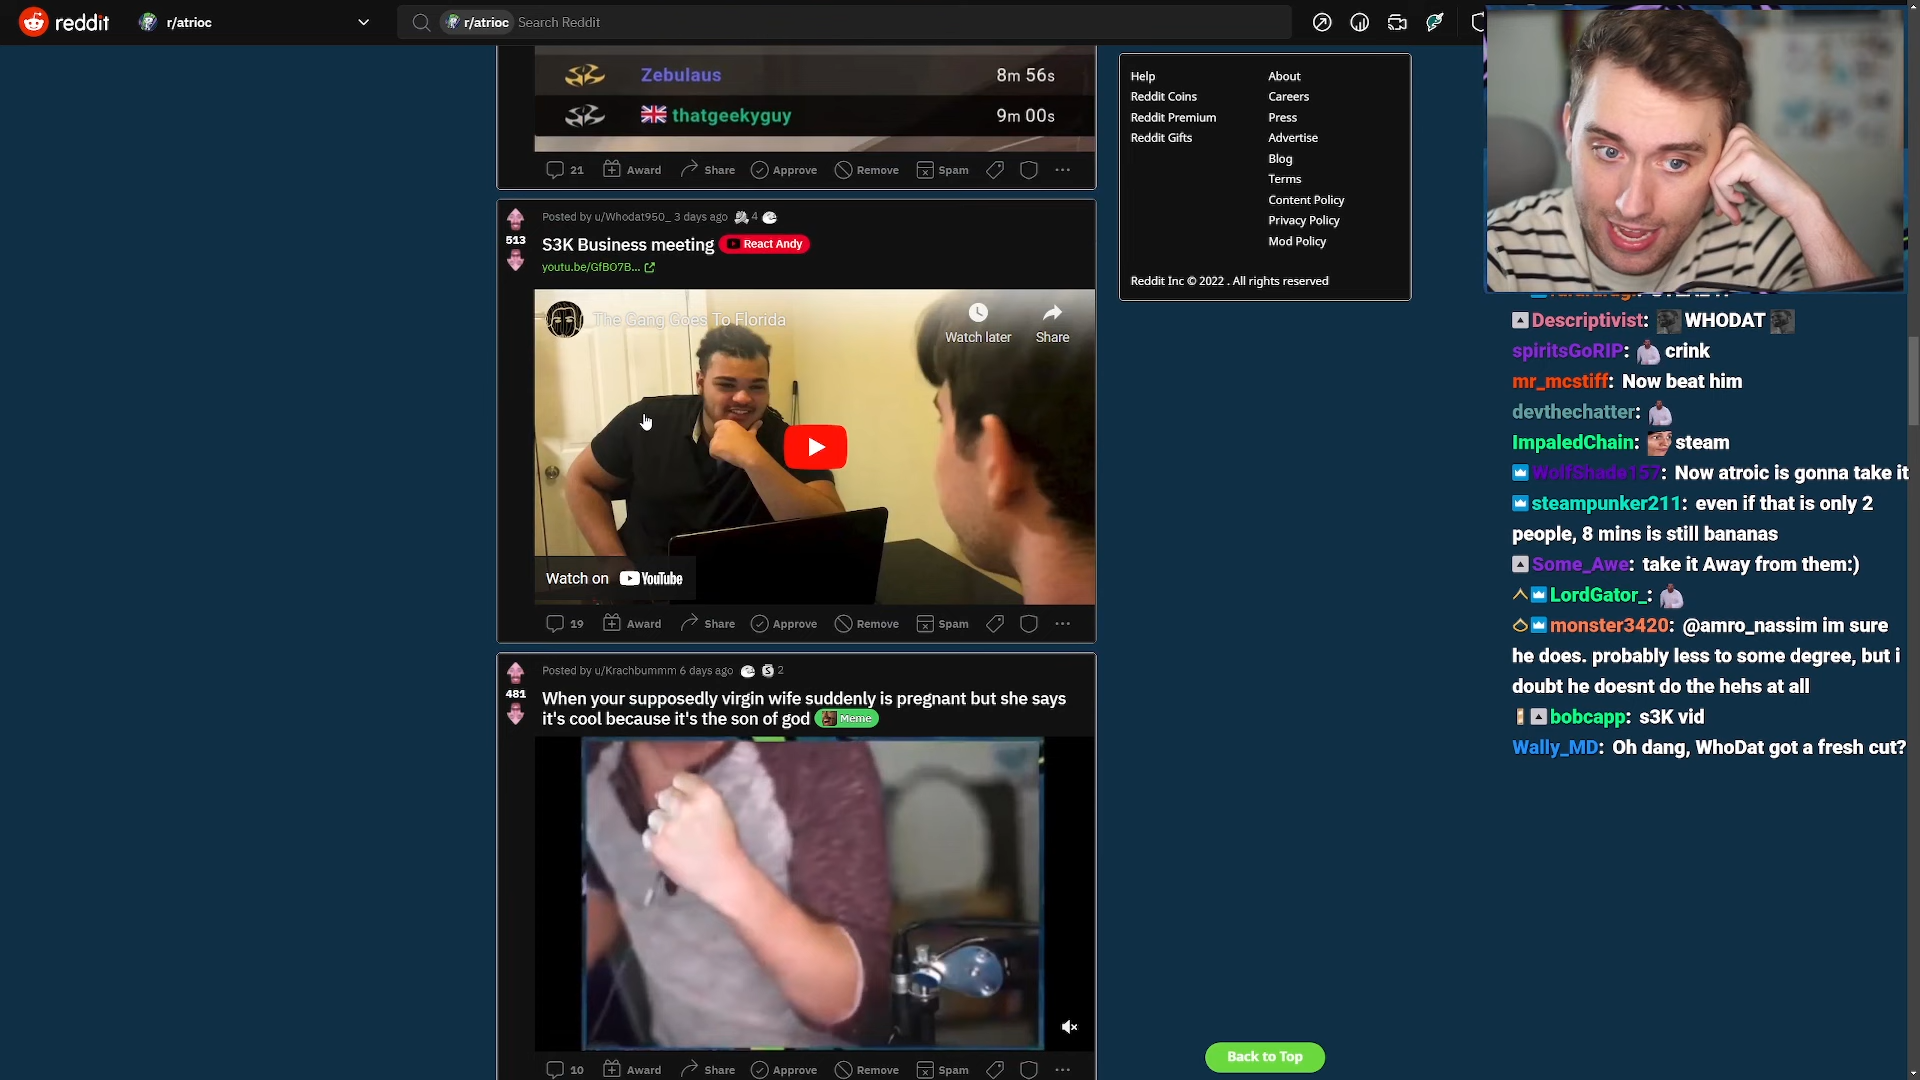 reddit
r/atrioc
r/atrioc Search Reddit
Zebulaus 8m 56s
thatgeekyguy 9m 00s
21 Award Share Approve Remove Spam
Posted by u/Whodat950_ 3 days ago 4
513
S3K Business meeting React Andy
youtu.be/GfBO7B...
The Gang Goes To Florida
Watch later
Share
Watch on YouTube
19 Award Share Approve Remove Spam
Posted by u/Krachbummm 6 days ago 2
481
When your supposedly virgin wife suddenly is pregnant but she says
it's cool because it's the son of god Meme
10 Award Share Approve Remove Spam
Help
Reddit Coins
Reddit Premium
Reddit Gifts
About
Careers
Press
Advertise
Blog
Terms
Content Policy
Privacy Policy
Mod Policy
Reddit Inc © 2022 . All rights reserved
Back to Top
Descriptivist: WHODAT
spiritsGoRIP: crink
mr_mcstiff: Now beat him
devthechatter:
ImpaledChain: steam
WolfShade157: Now atroic is gonna take it
steampunker211: even if that is only 2
people, 8 mins is still bananas
Some_Awe: take it Away from them:)
LordGator_:
monster3420: @amro_nassim im sure
he does. probably less to some degree, but i
doubt he doesnt do the hehs at all
bobcapp: s3K vid
Wally_MD: Oh dang, WhoDat got a fresh cut?